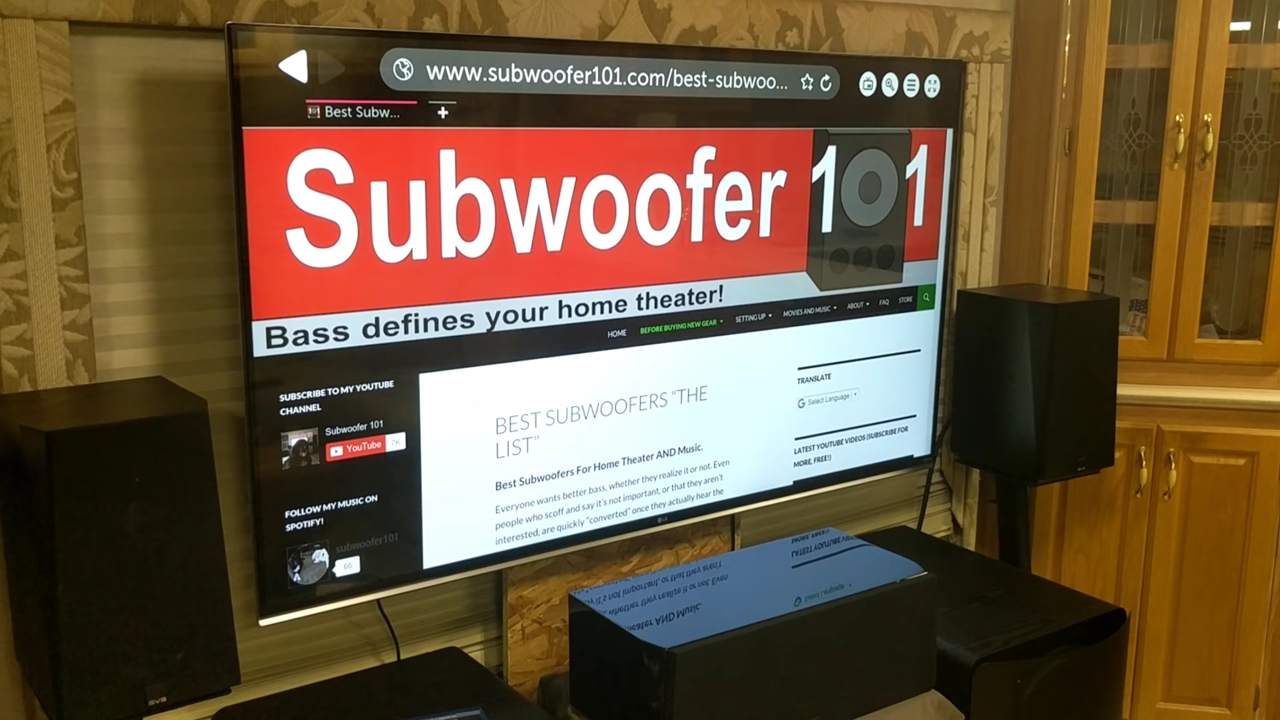 www.subwoofer101.com/best-subwoo...
Best Subw...
Subwoofer 101
Bass defines your home theater!
HOME BEFORE BUYING NEW GEAR SETTING UP MOVIES AND MUSIC ABOUT FAQ STORE
SUBSCRIBE TO MY YOUTUBE
CHANNEL
Subwoofer 101
YouTube 7K
FOLLOW MY MUSIC ON
SPOTIFY!
subwoofer101
66
BEST SUBWOOFERS "THE
LIST"
Best Subwoofers For Home Theater AND Music.
Everyone wants better bass, whether they realize it or not. Even
people who scoff and say it's not important, or that they aren't
interested, are quickly "converted" once they actually hear the
TRANSLATE
G Select Language
LATEST YOUTUBE VIDEOS (SUBSCRIBE FOR
MORE, FREE!)
LG
SVS